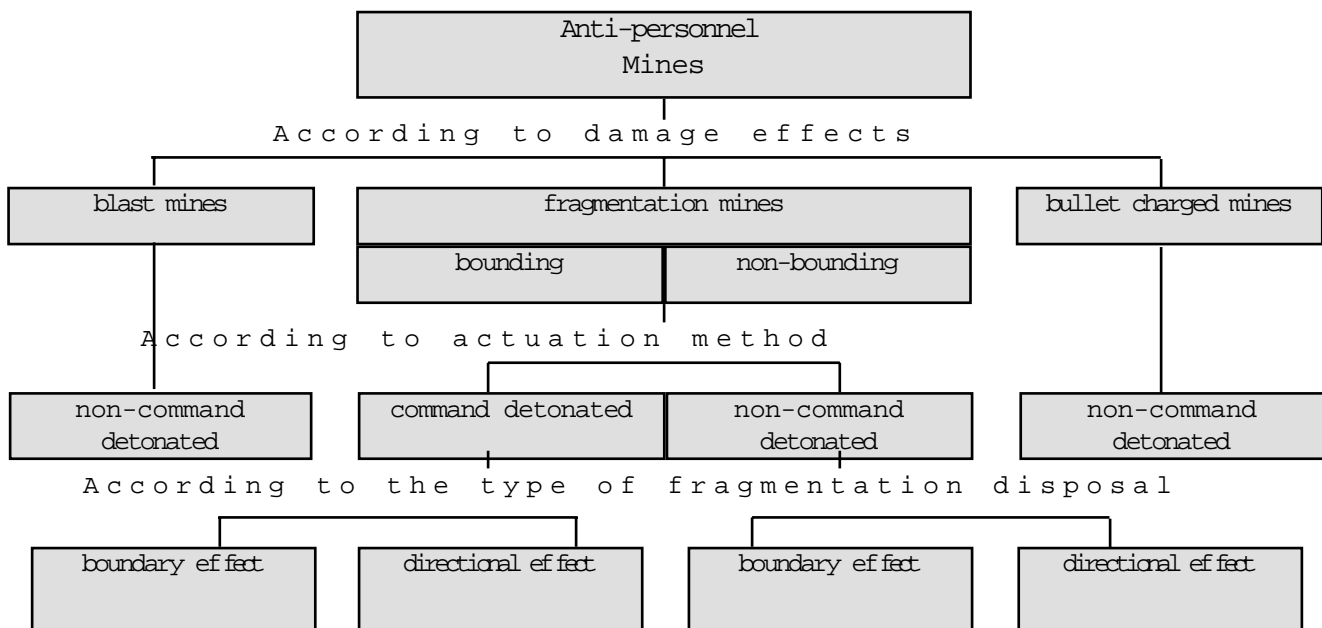 Anti-personnel
Mines
According to damage effects
blast mines
fragmentation mines
bullet charged mines
bounding
non-bounding
According to actuation method
non-command
detonated
command detonated
non-command
detonated
non-command
detonated
According to the type of fragmentation disposal
boundary effect
directional effect
boundary effect
directional effect